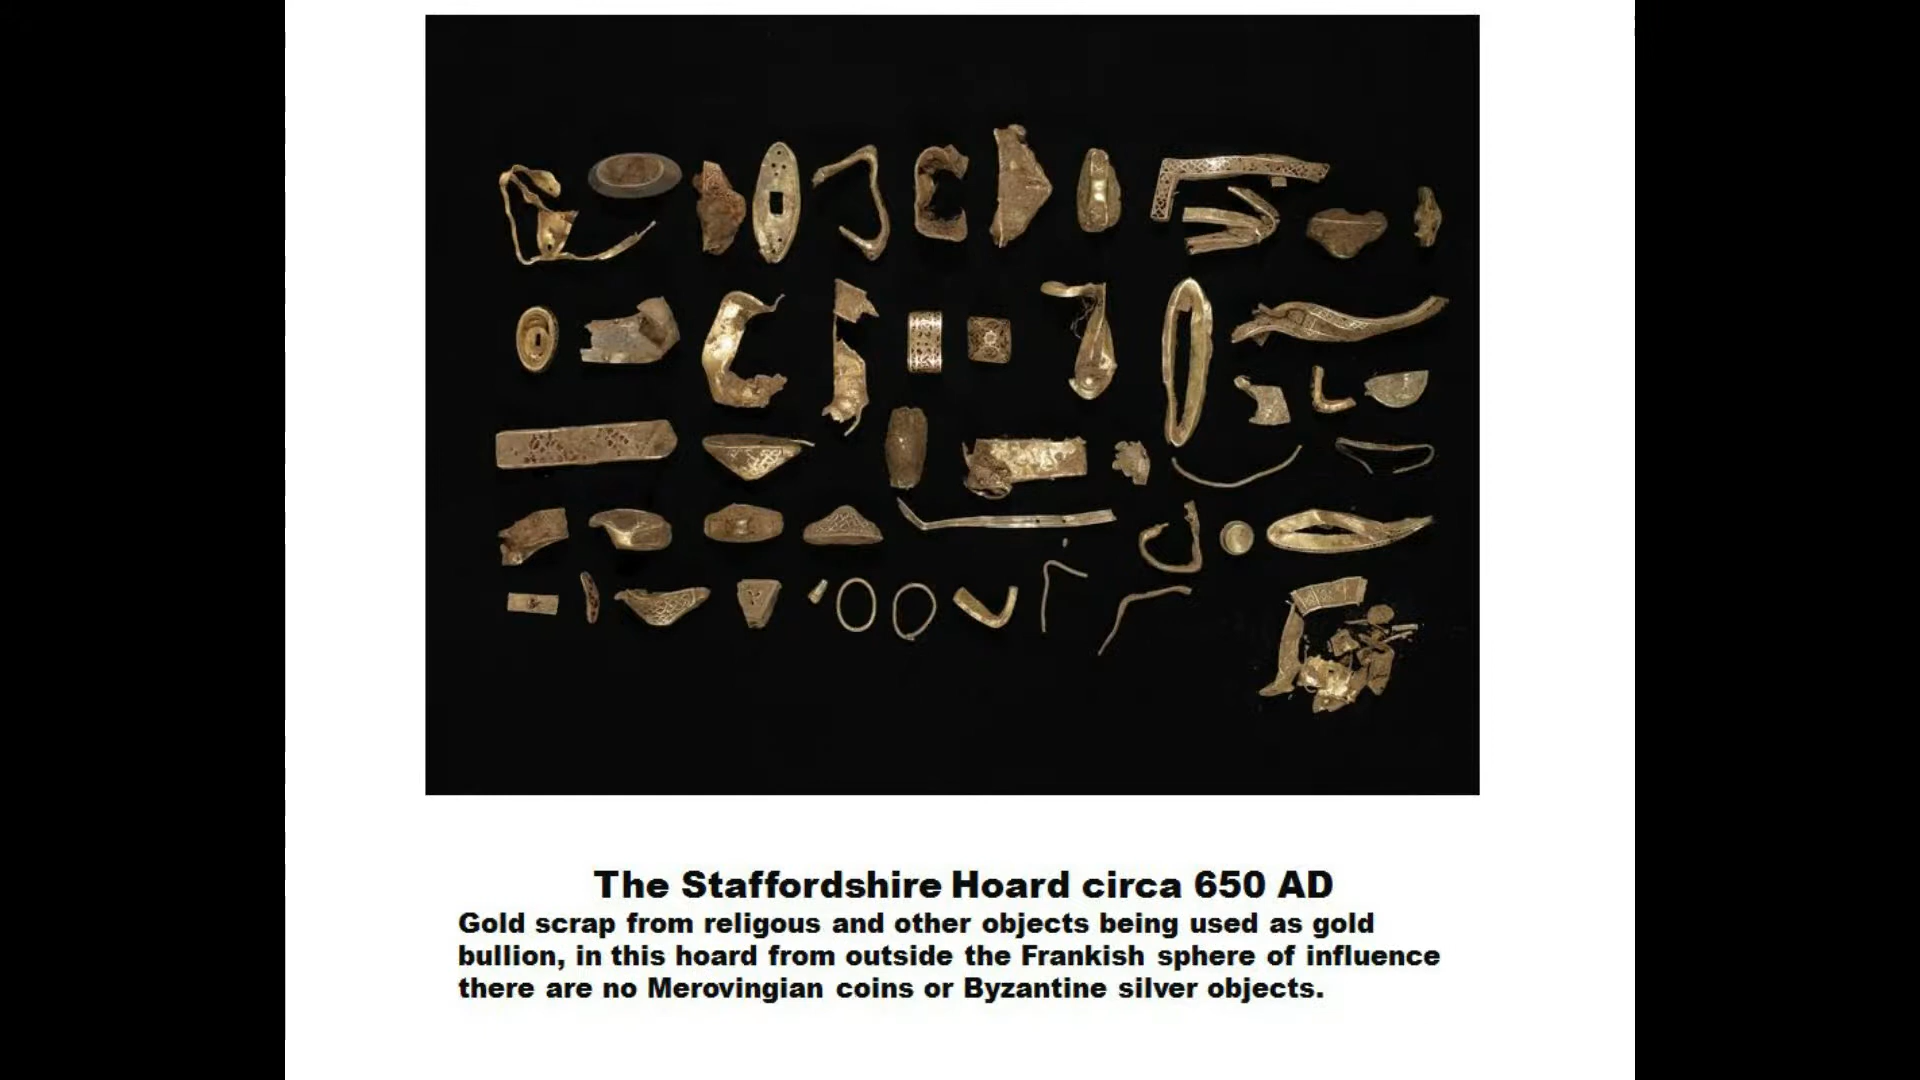 The Staffordshire Hoard circa 650 AD
Gold scrap from religous and other objects being used as gold
bullion, in this hoard from outside the Frankish sphere of influence
there are no Merovingian coins or Byzantine silver objects.